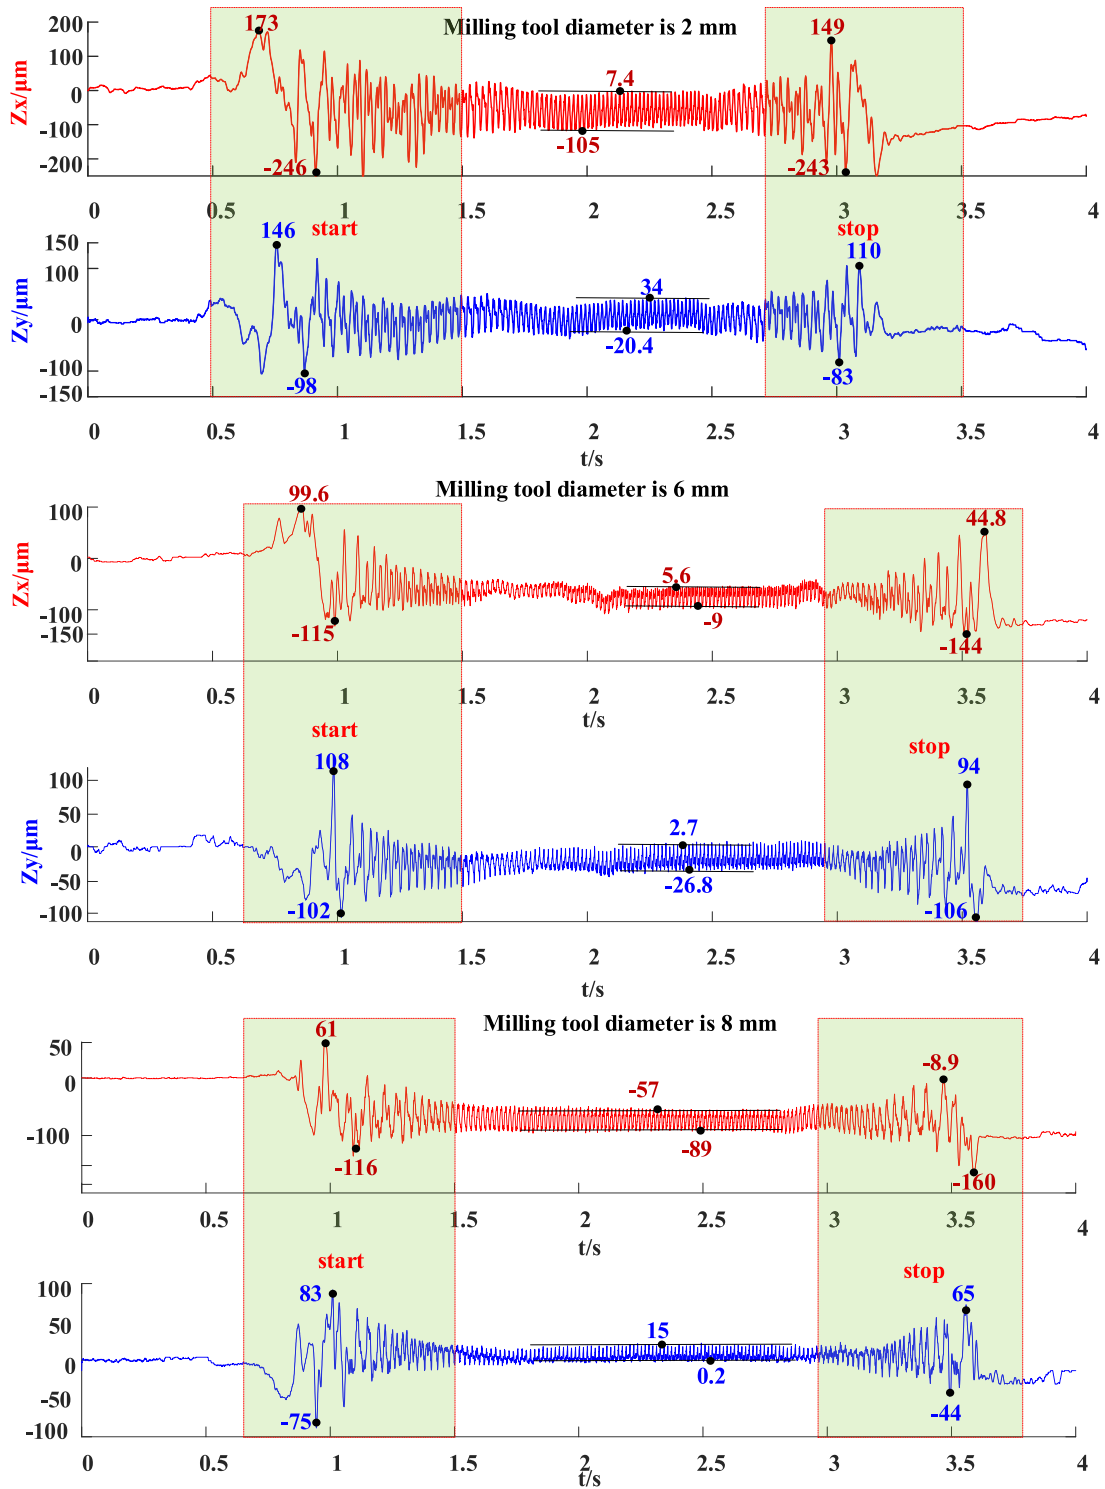 Milling tool diameter is 2 mm
200
100
0
-100
-200
Zx/μm
173
-246
7.4
-105
149
-243
0 0.5 1 1.5 2 2.5 3 3.5 4
start
stop
150
100
0
-100
-150
Zy/μm
146
-98
34
-20.4
110
-83
0 0.5 1 1.5 2 2.5 3 3.5 4
t/s
Milling tool diameter is 6 mm
100
0
-100
-150
Zx/μm
99.6
-115
5.6
-9
44.8
-144
0 0.5 1 1.5 2 2.5 3 3.5 4
t/s
start
stop
100
50
0
-50
-100
Zy/μm
108
-102
2.7
-26.8
94
-106
0 0.5 1 1.5 2 2.5 3 3.5 4
t/s
Milling tool diameter is 8 mm
50
0
-100
61
-116
-57
-89
-8.9
-160
0 0.5 1 1.5 2 2.5 3 3.5 4
t/s
start
stop
100
50
0
-50
-100
83
-75
15
0.2
65
-44
0 0.5 1 1.5 2 2.5 3 3.5 4
t/s